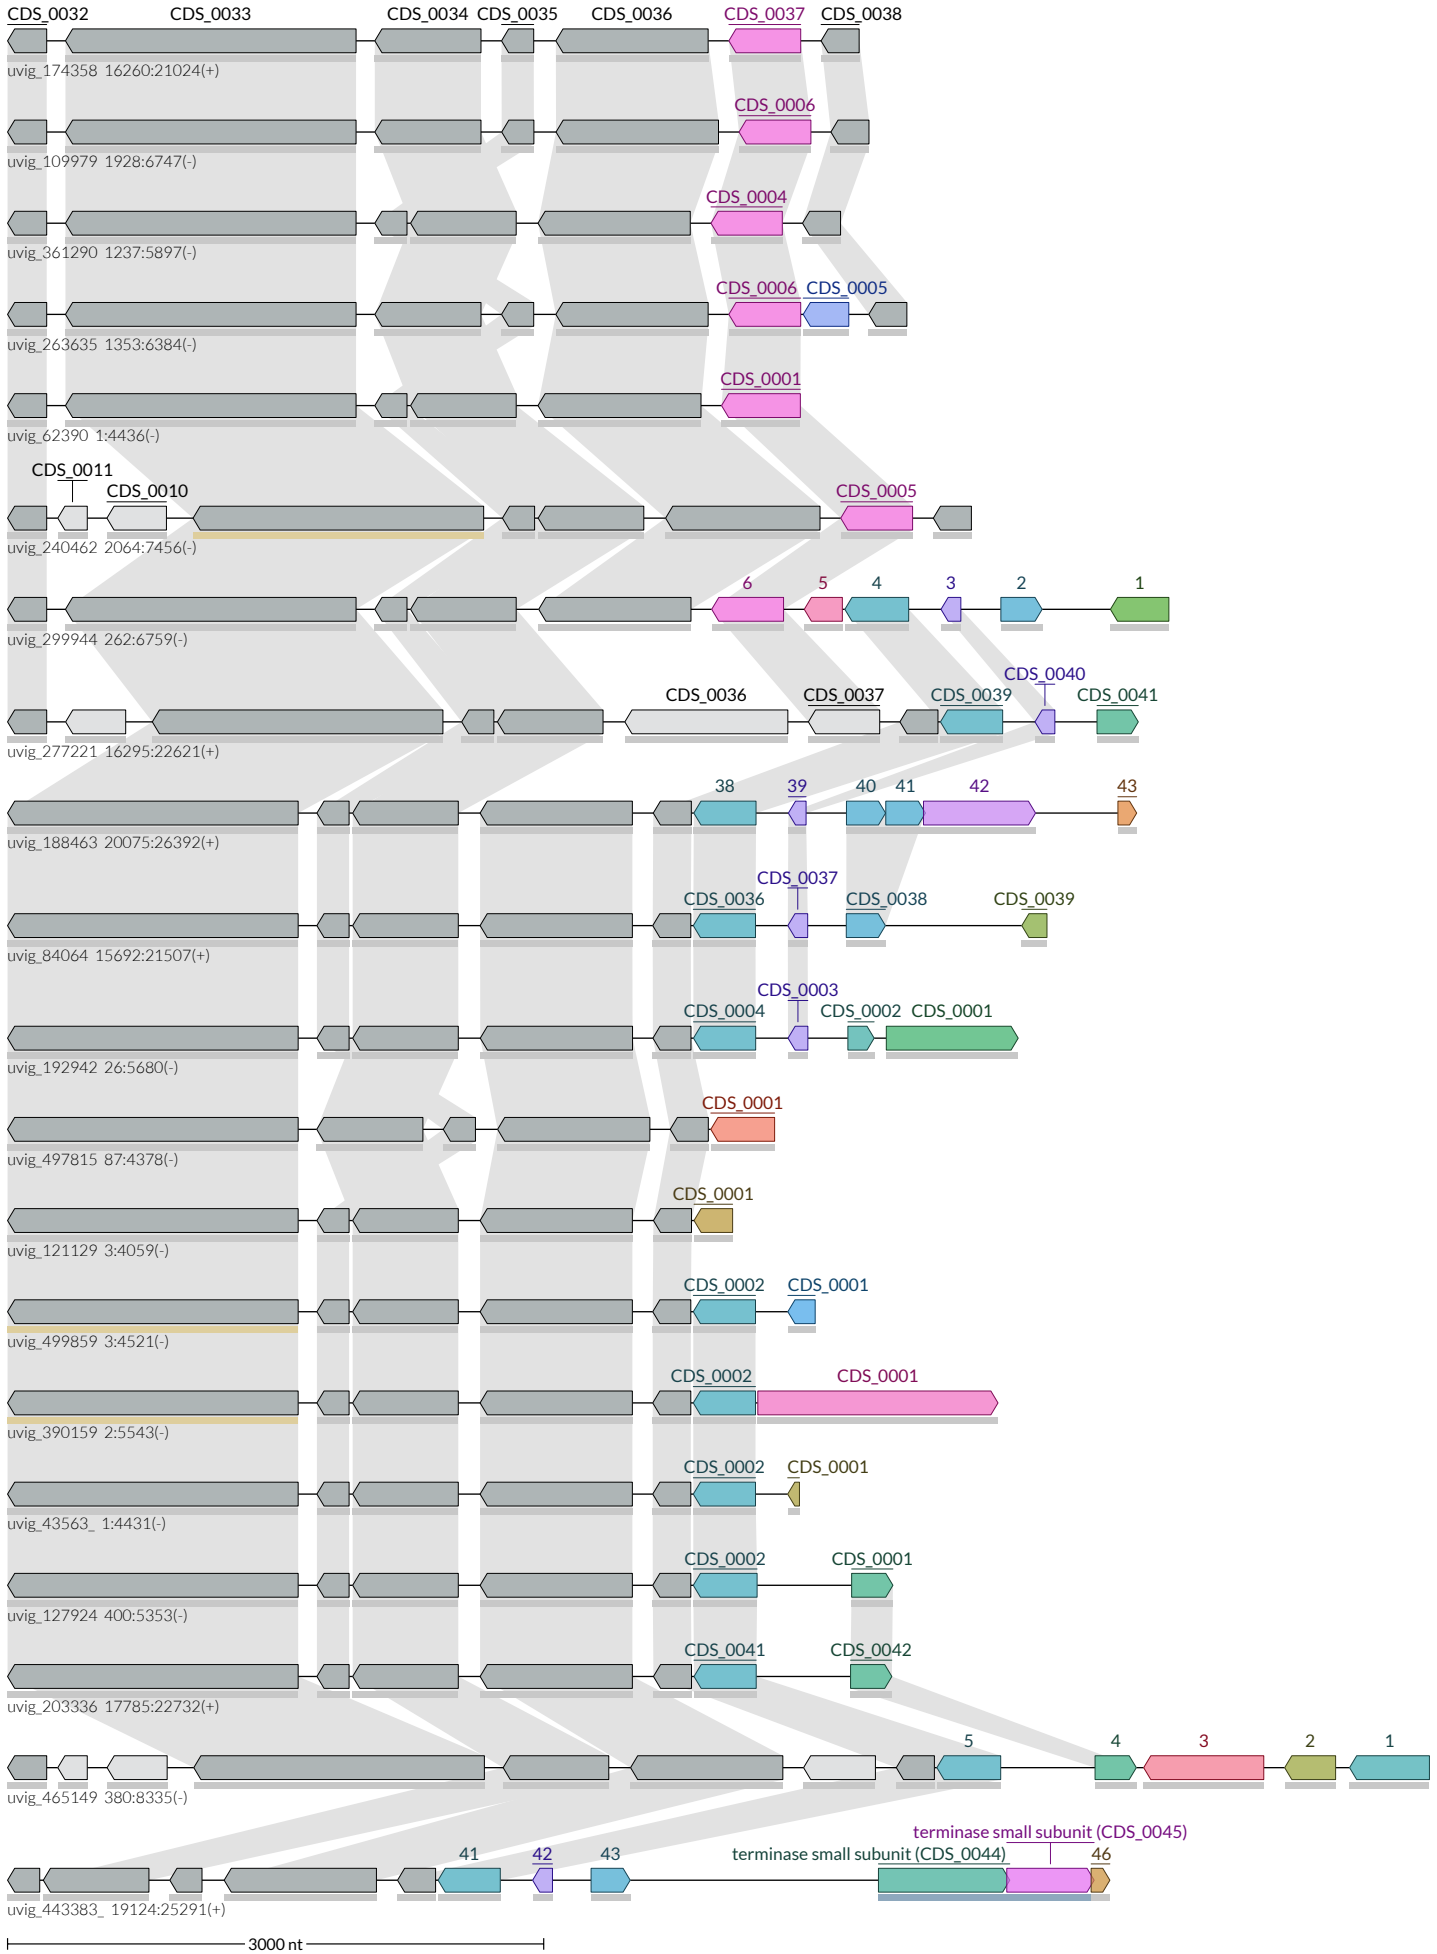 CDS_0032 CDS_0033 CDS_0034 CDS_0035 CDS_0036 CDS_0037 CDS_0038
uvig_174358 16260:21024(+)
CDS_0006
uvig_109979 1928:6747(-)
CDS_0004
uvig_361290 1237:5897(-)
CDS_0006 CDS_0005
uvig_263635 1353:6384(-)
CDS_0001
uvig_62390 1:4436(-)
CDS_0011
CDS_0010 CDS_0005
uvig_240462 2064:7456(-)
6 5 4 3 2 1
uvig_299944 262:6759(-)
CDS_0040
CDS_0036 CDS_0037 CDS_0039 CDS_0041
uvig_277221 16295:22621(+)
38 39 40 41 42 43
uvig_188463 20075:26392(+)
CDS_0037
CDS_0036 CDS_0038 CDS_0039
uvig_84064 15692:21507(+)
CDS_0003
CDS_0004 CDS_0002 CDS_0001
uvig_192942 26:5680(-)
CDS_0001
uvig_497815 87:4378(-)
CDS_0001
uvig_121129 3:4059(-)
CDS_0002 CDS_0001
uvig_499859 3:4521(-)
CDS_0002 CDS_0001
uvig_390159 2:5543(-)
CDS_0002 CDS_0001
uvig_43563_ 1:4431(-)
CDS_0002 CDS_0001
uvig_127924 400:5353(-)
CDS_0041 CDS_0042
uvig_203336 17785:22732(+)
5 4 3 2 1
uvig_465149 380:8335(-)
terminase small subunit (CDS_0045)
41 42 43 terminase small subunit (CDS_0044) 46
uvig_443383_ 19124:25291(+)
3000 nt